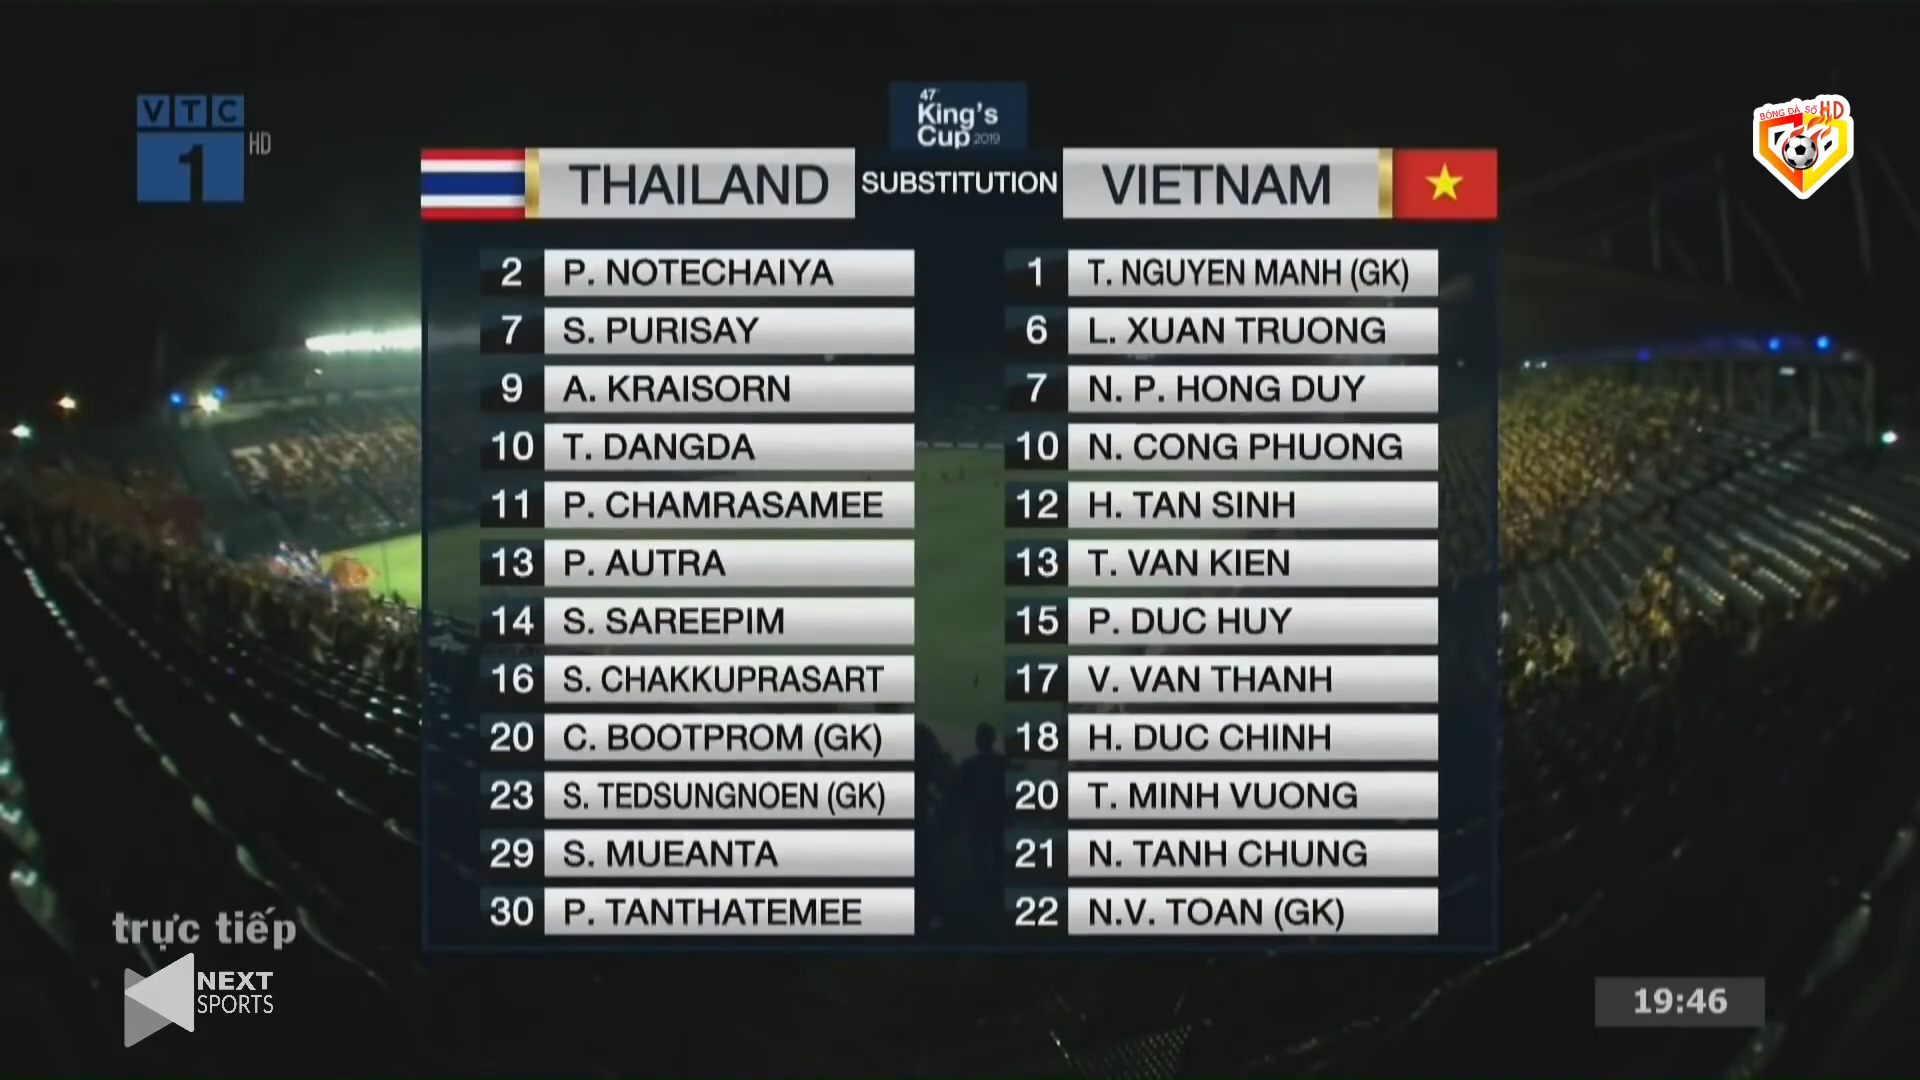 VTC
1
HD
47
King's
Cup 2019
BÓNG ĐÁ SỐ HD
THAILAND
SUBSTITUTION
VIETNAM
2 P. NOTECHAIYA
7 S. PURISAY
9 A. KRAISORN
10 T. DANGDA
11 P. CHAMRASAMEE
13 P. AUTRA
14 S. SAREEPIM
16 S. CHAKKUPRASART
20 C. BOOTPROM (GK)
23 S. TEDSUNGNOEN (GK)
29 S. MUEANTA
30 P. TANTHATEMEE
1 T. NGUYEN MANH (GK)
6 L. XUAN TRUONG
7 N. P. HONG DUY
10 N. CONG PHUONG
12 H. TAN SINH
13 T. VAN KIEN
15 P. DUC HUY
17 V. VAN THANH
18 H. DUC CHINH
20 T. MINH VUONG
21 N. TANH CHUNG
22 N.V. TOAN (GK)
trực tiếp
NEXT
SPORTS
19:46